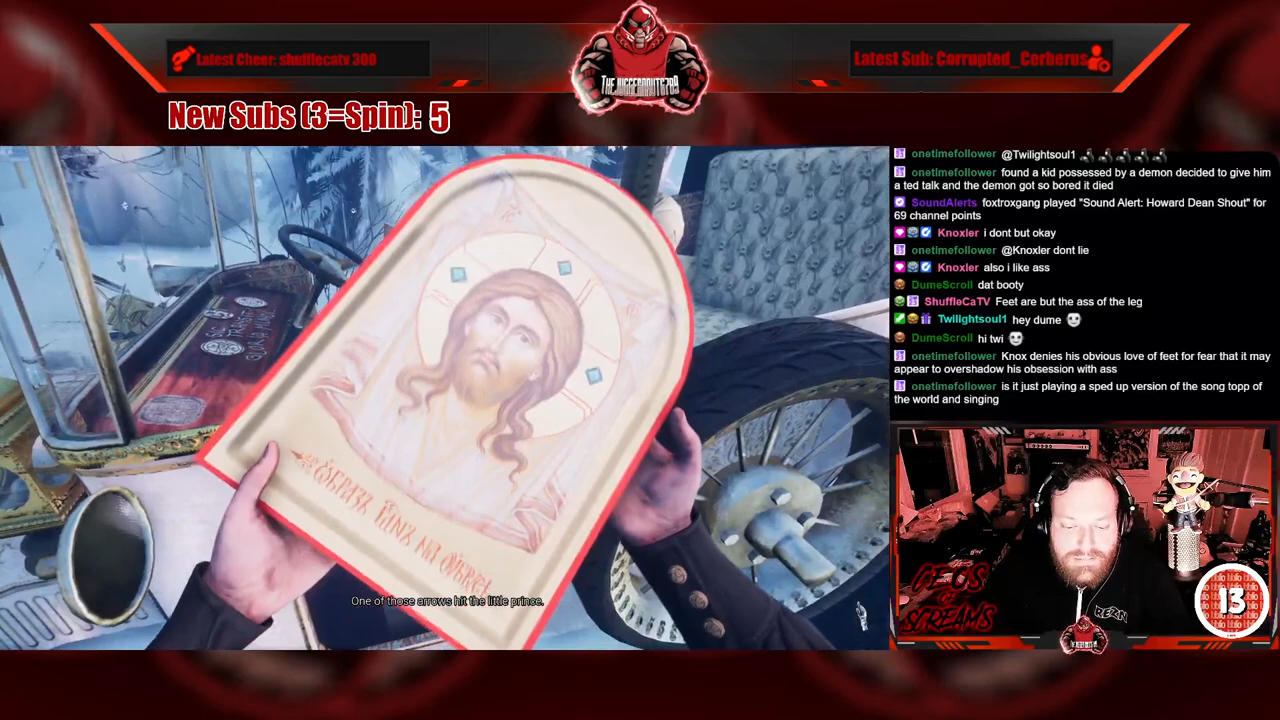 Latest Cheer: shufflecatv 300
THEJUGGERNAUT6789
Latest Sub: Corrupted_Cerberus
New Subs (3=Spin): 5
onetimefollower @Twilightsoul1
onetimefollower found a kid possessed by a demon decided to give him
a ted talk and the demon got so bored it died
SoundAlerts foxtroxgang played "Sound Alert: Howard Dean Shout" for
69 channel points
Knoxler i dont but okay
onetimefollower @Knoxler dont lie
Knoxler also i like ass
DumeScroll dat booty
ShuffleCaTV Feet are but the ass of the leg
Twilightsoul1 hey dume
DumeScroll hi twi
onetimefollower Knox denies his obvious love of feet for fear that it may
appear to overshadow his obsession with ass
onetimefollower is it just playing a sped up version of the song topp of
the world and singing
One of those arrows hit the little prince.
SCREAMS
13